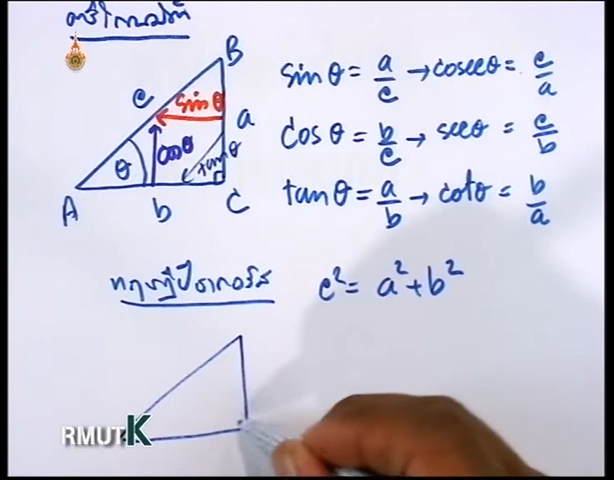 ตรีโกณมิติ
B
c sin θ a
θ cos θ tan θ
A b C
sin θ = a/c → cosec θ = c/a
cos θ = b/c → sec θ = c/b
tan θ = a/b → cot θ = b/a
ทฤษฎีปีทาโกรัส c² = a² + b²
RMUTK